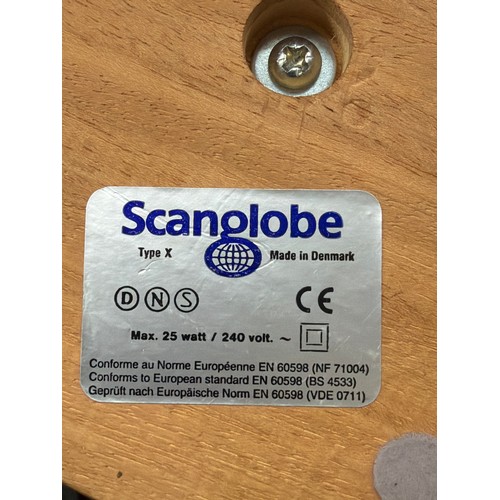 Scanglobe
Type X Made in Denmark
D N S CE
Max. 25 watt / 240 volt. ~
Conforme au Norme Européenne EN 60598 (NF 71004)
Conforms to European standard EN 60598 (BS 4533)
Geprüft nach Europäische Norm EN 60598 (VDE 0711)